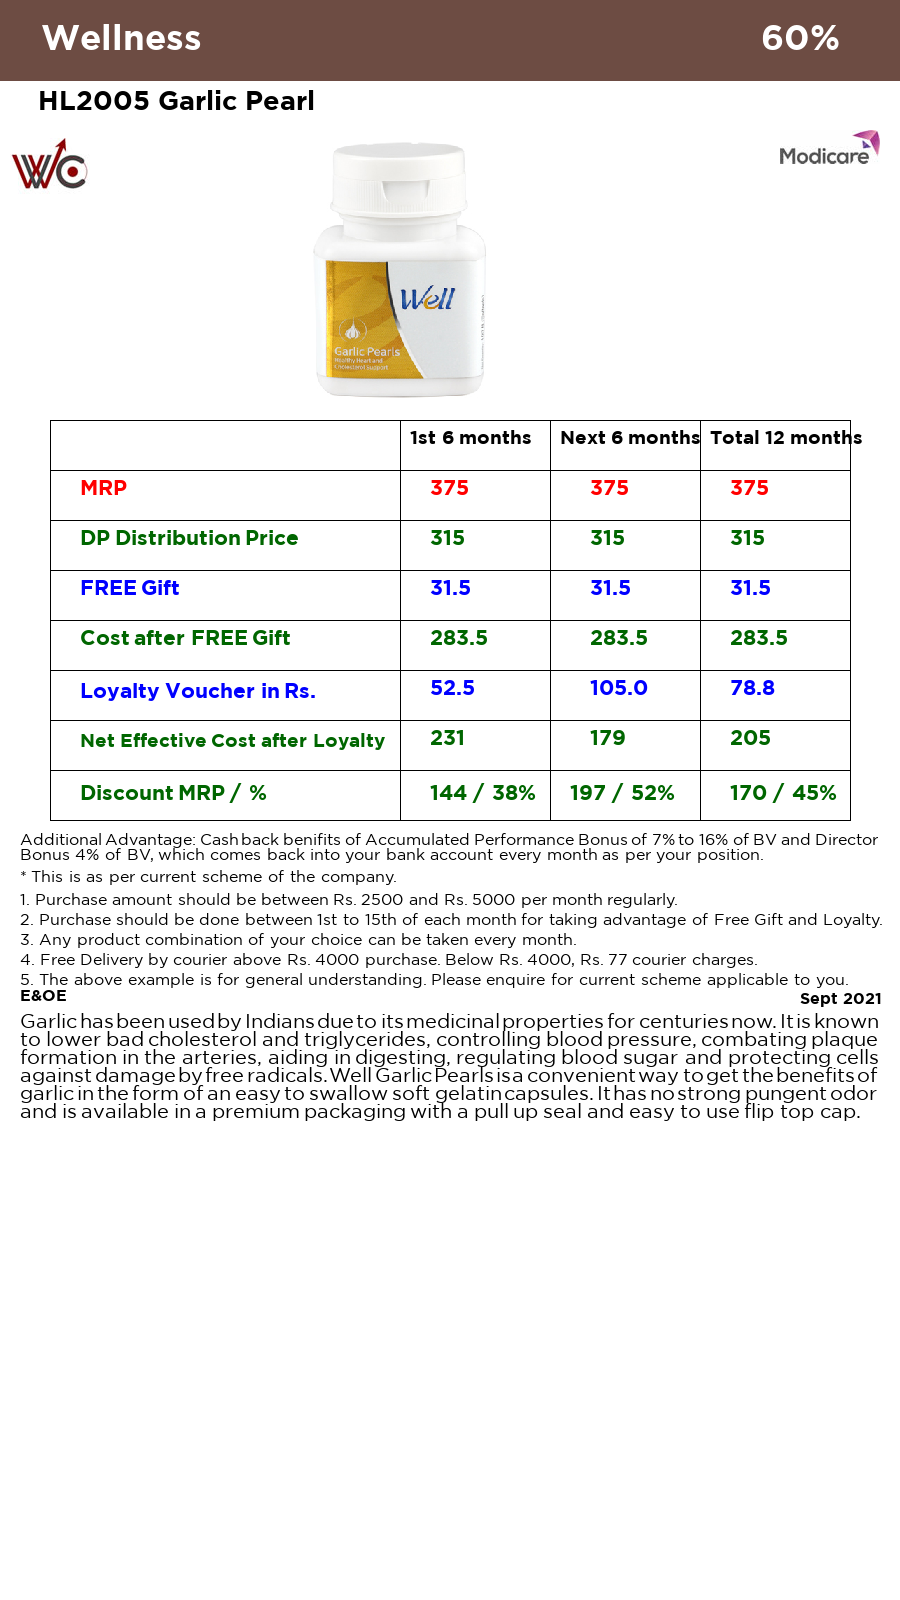 Wellness 60%
HL2005 Garlic Pearl
WC
Modicare
Well
Garlic Pearls
Healthy Heart and
Cholesterol Support
1st 6 months Next 6 months Total 12 months
MRP 375 375 375
DP Distribution Price 315 315 315
FREE Gift 31.5 31.5 31.5
Cost after FREE Gift 283.5 283.5 283.5
Loyalty Voucher in Rs. 52.5 105.0 78.8
Net Effective Cost after Loyalty 231 179 205
Discount MRP / % 144 / 38% 197 / 52% 170 / 45%
Additional Advantage: Cashback benifits of Accumulated Performance Bonus of 7% to 16% of BV and Director
Bonus 4% of BV, which comes back into your bank account every month as per your position.
* This is as per current scheme of the company.
1. Purchase amount should be between Rs. 2500 and Rs. 5000 per month regularly.
2. Purchase should be done between 1st to 15th of each month for taking advantage of Free Gift and Loyalty.
3. Any product combination of your choice can be taken every month.
4. Free Delivery by courier above Rs. 4000 purchase. Below Rs. 4000, Rs. 77 courier charges.
5. The above example is for general understanding. Please enquire for current scheme applicable to you.
E&OE Sept 2021
Garlic has been used by Indians due to its medicinal properties for centuries now. It is known
to lower bad cholesterol and triglycerides, controlling blood pressure, combating plaque
formation in the arteries, aiding in digesting, regulating blood sugar and protecting cells
against damage by free radicals. Well Garlic Pearls is a convenient way to get the benefits of
garlic in the form of an easy to swallow soft gelatin capsules. It has no strong pungent odor
and is available in a premium packaging with a pull up seal and easy to use flip top cap.